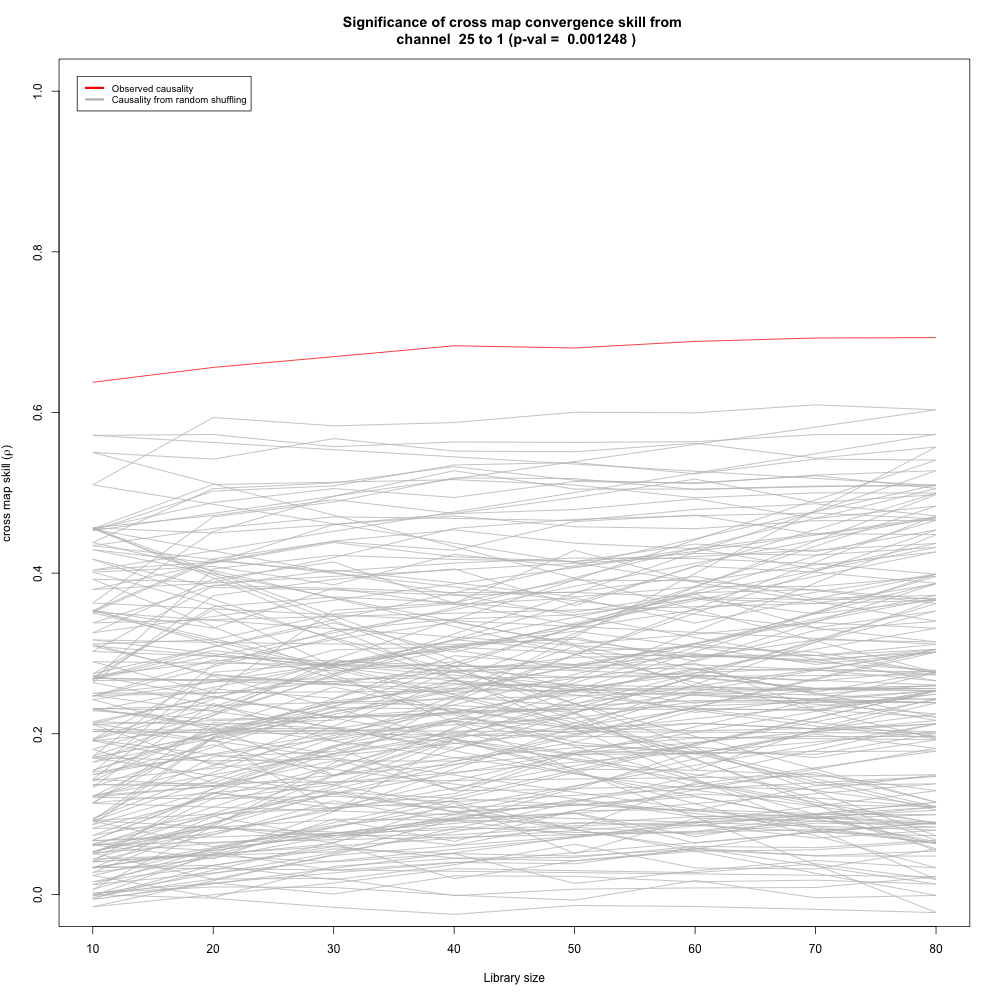 Significance of cross map convergence skill from
channel  25 to 1 (p-val =  0.001248 )
Observed causality
Causality from random shuffling
cross map skill (ρ)
1.0
0.8
0.6
0.4
0.2
0.0
10 20 30 40 50 60 70 80
Library size